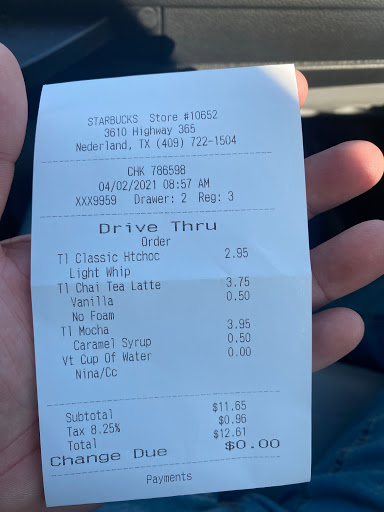 STARBUCKS Store #10652
3610 Highway 365
Nederland, TX (409) 722-1504
CHK 786598
04/02/2021 08:57 AM
XXX9959 Drawer: 2 Reg: 3
Drive Thru
Order
Tl Classic Htchoc 2.95
Light Whip
Tl Chai Tea Latte 3.75
Vanilla 0.50
No Foam
Tl Mocha 3.95
Caramel Syrup 0.50
Vt Cup Of Water 0.00
Nina/Cc
Subtotal $11.65
Tax 8.25% $0.96
Total $12.61
Change Due $0.00
Payments